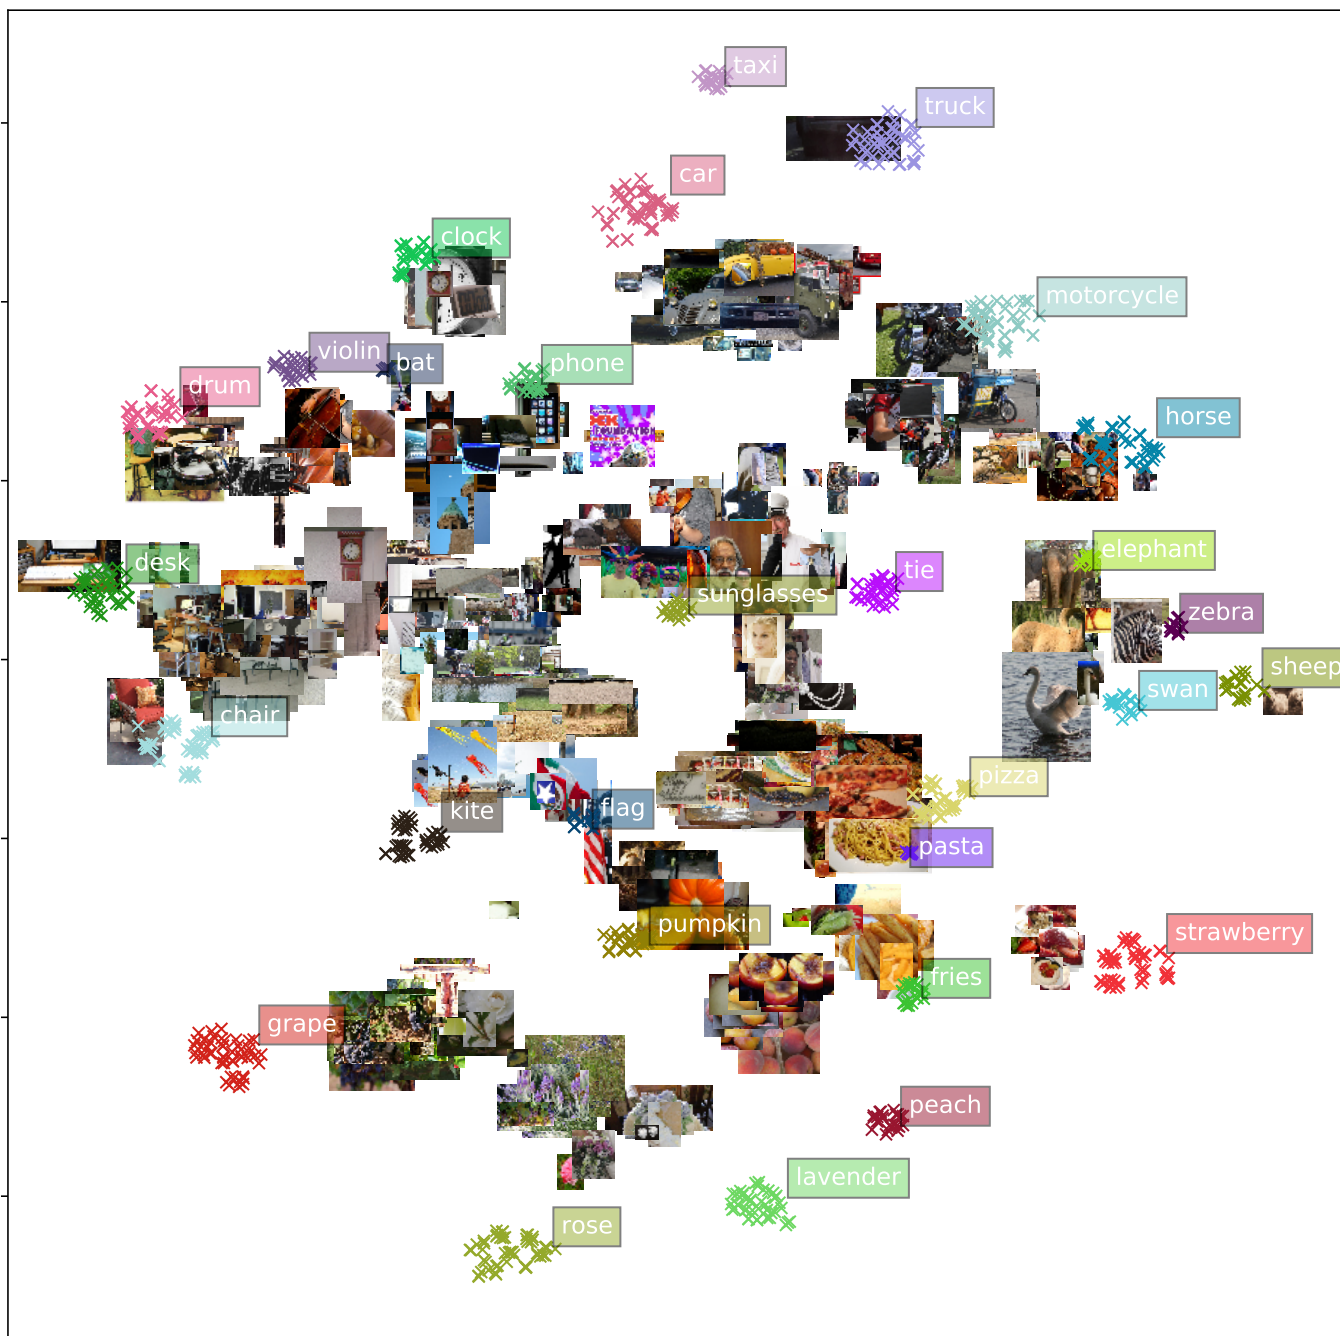 taxi
truck
car
clock
motorcycle
violin
bat
phone
drum
horse
FOUNDATION
desk
elephant
tie
sunglasses
zebra
sheep
swan
chair
pizza
kite
flag
pasta
pumpkin
strawberry
fries
grape
peach
lavender
rose